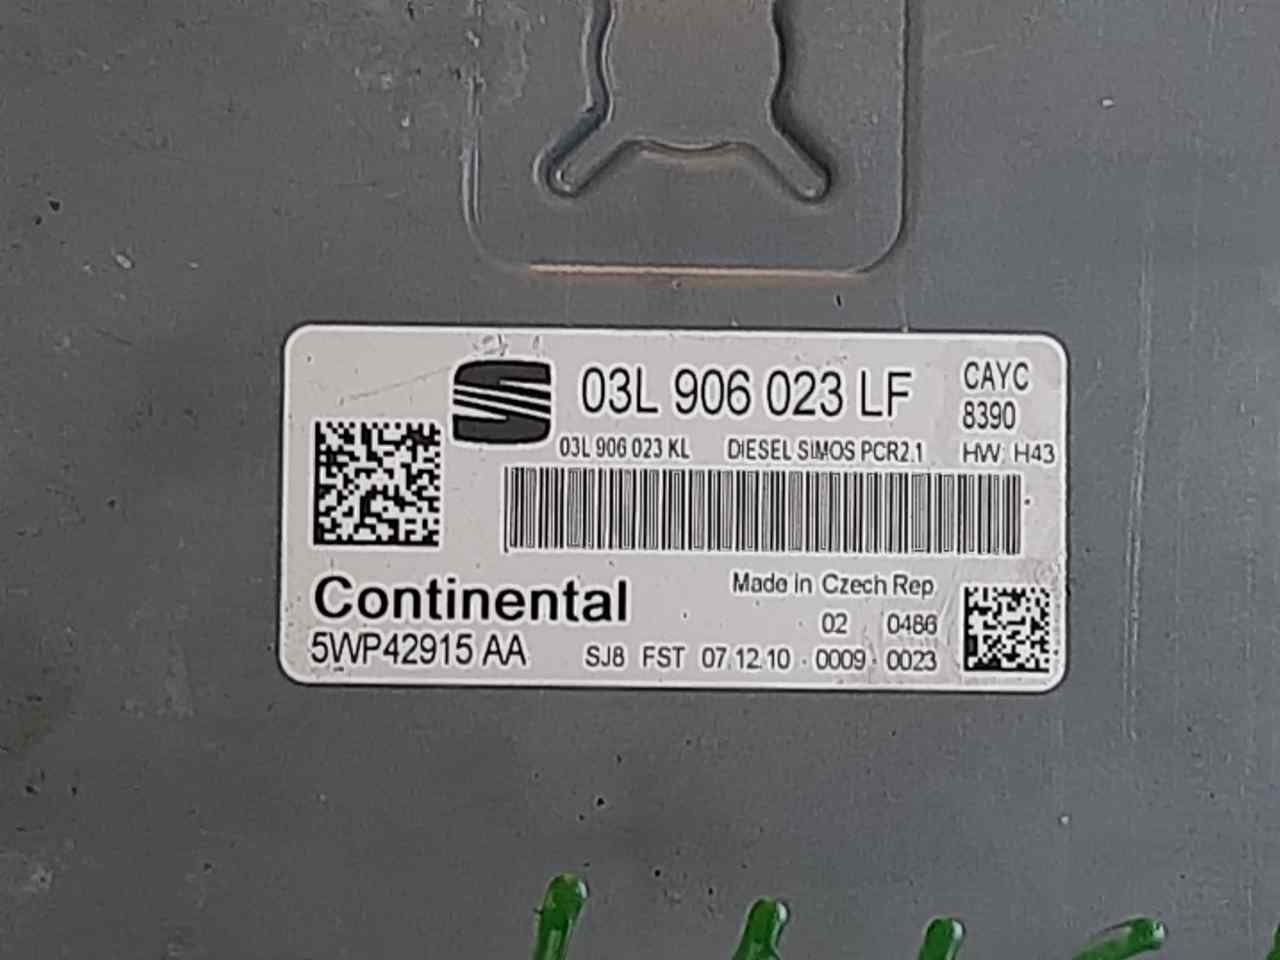 03L 906 023 LF
CAYC
8390
03L 906 023 KL DIESEL SIMOS PCR2.1 HW: H43
Continental
Made in Czech Rep.
02 0486
5WP42915 AA
SJ8 FST 07.12.10 0009 0023